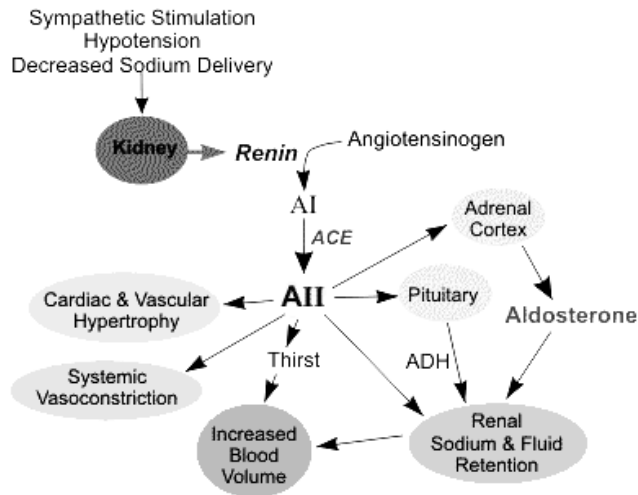 Sympathetic Stimulation
Hypotension
Decreased Sodium Delivery
Kidney
Renin
Angiotensinogen
AI
ACE
Adrenal
Cortex
AII
Pituitary
Cardiac & Vascular
Hypertrophy
Aldosterone
Thirst
ADH
Systemic
Vasoconstriction
Increased
Blood
Volume
Renal
Sodium & Fluid
Retention